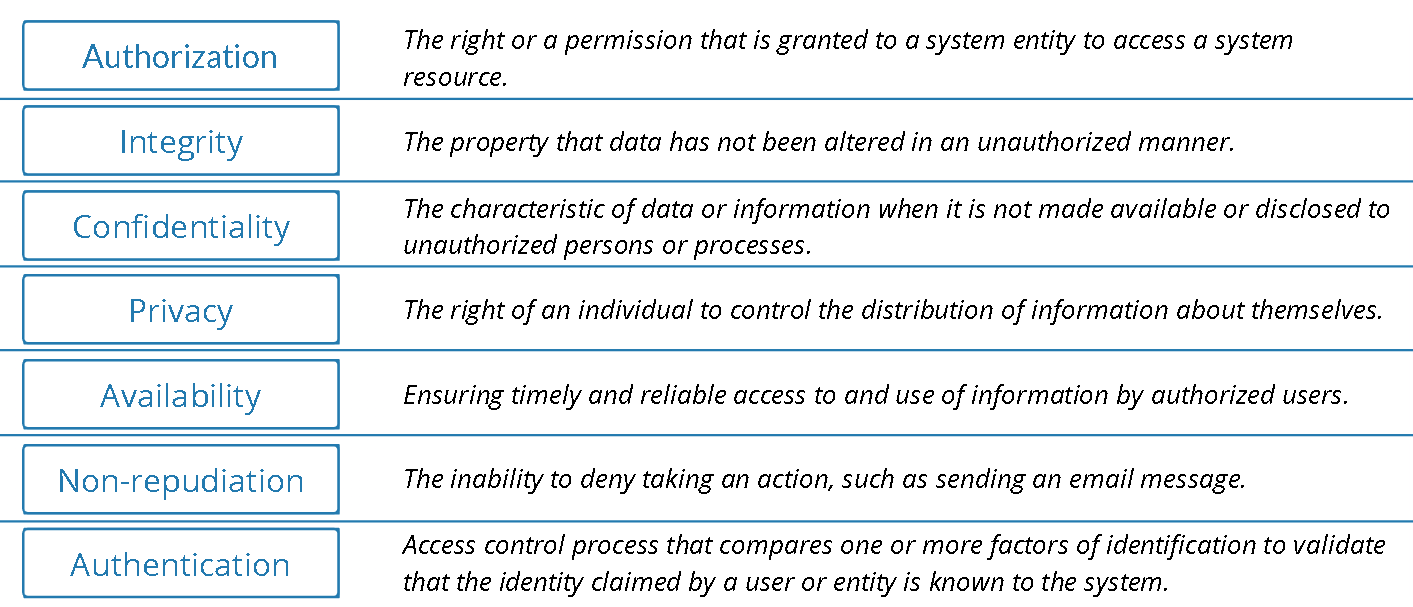 Authorization
The right or a permission that is granted to a system entity to access a system
resource.
Integrity
The property that data has not been altered in an unauthorized manner.
Confidentiality
The characteristic of data or information when it is not made available or disclosed to
unauthorized persons or processes.
Privacy
The right of an individual to control the distribution of information about themselves.
Availability
Ensuring timely and reliable access to and use of information by authorized users.
Non-repudiation
The inability to deny taking an action, such as sending an email message.
Authentication
Access control process that compares one or more factors of identification to validate
that the identity claimed by a user or entity is known to the system.